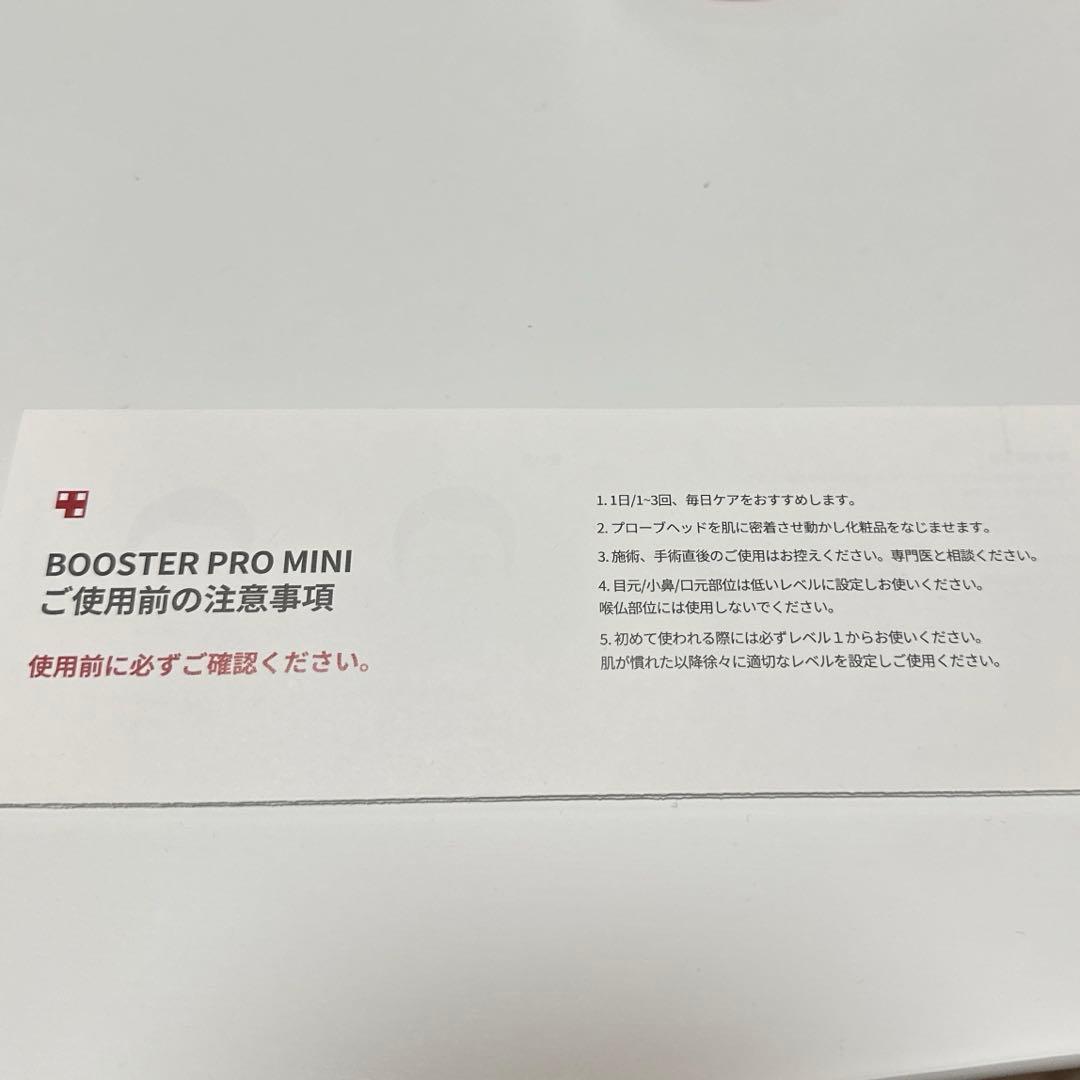 BOOSTER PRO MINI
ご使用前の注意事項
使用前に必ずご確認ください。
1. 1日/1~3回、毎日ケアをおすすめします。
2. プローブヘッドを肌に密着させ動かし化粧品をなじませます。
3. 施術、手術直後のご使用はお控えください。専門医と相談ください。
4. 目元/小鼻/口元部位は低いレベルに設定しお使いください。
喉仏部位には使用しないでください。
5. 初めて使われる際には必ずレベル１からお使いください。
肌が慣れた以降徐々に適切なレベルを設定しご使用ください。